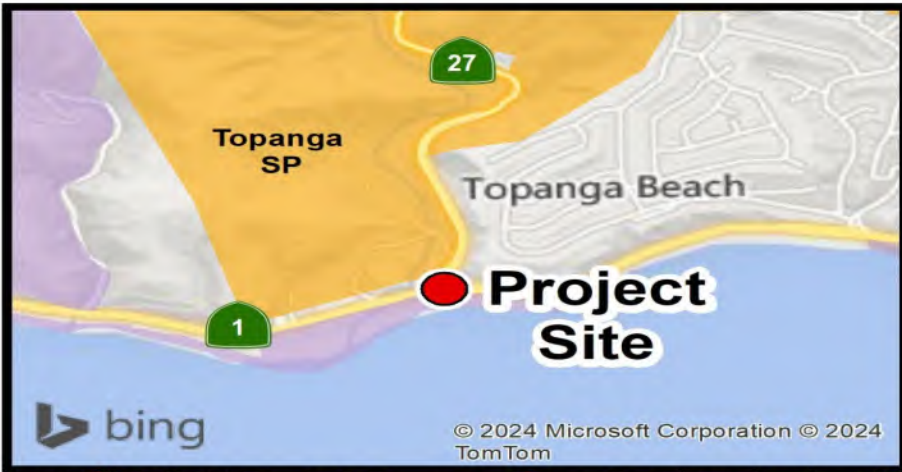 27
Topanga
SP
Topanga Beach
Project
Site
1
bing
© 2024 Microsoft Corporation © 2024
TomTom